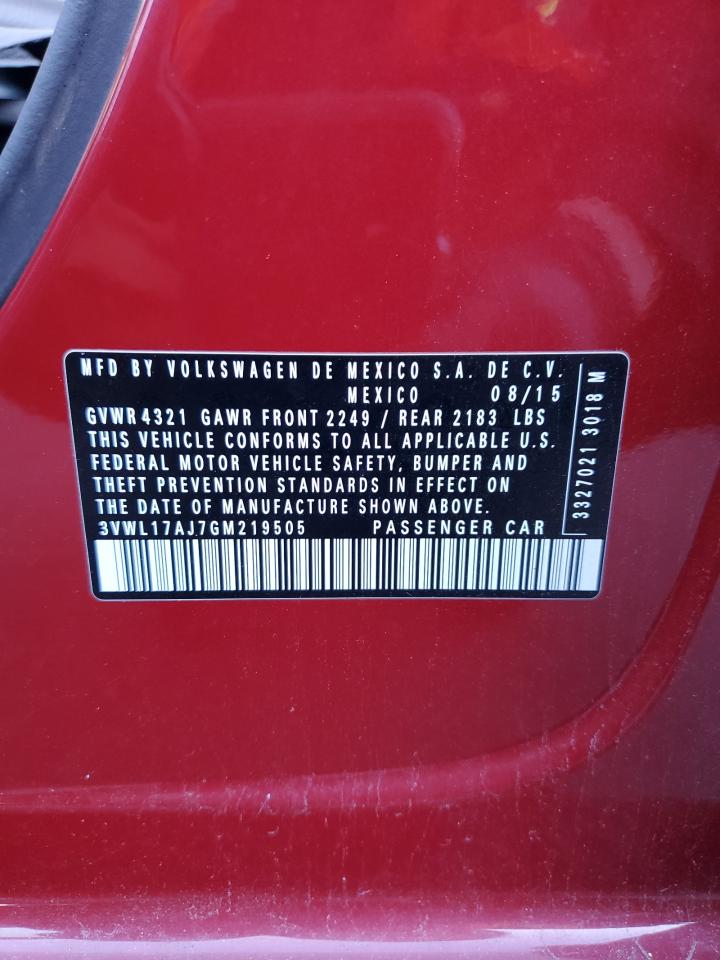 MFD BY VOLKSWAGEN DE MEXICO S.A. DE C.V.
MEXICO 08/15
GVWR 4321 GAWR FRONT 2249 / REAR 2183 LBS
THIS VEHICLE CONFORMS TO ALL APPLICABLE U.S.
FEDERAL MOTOR VEHICLE SAFETY, BUMPER AND
THEFT PREVENTION STANDARDS IN EFFECT ON
THE DATE OF MANUFACTURE SHOWN ABOVE.
3VWL17AJ7GM219505 PASSENGER CAR
3327021 3018 M